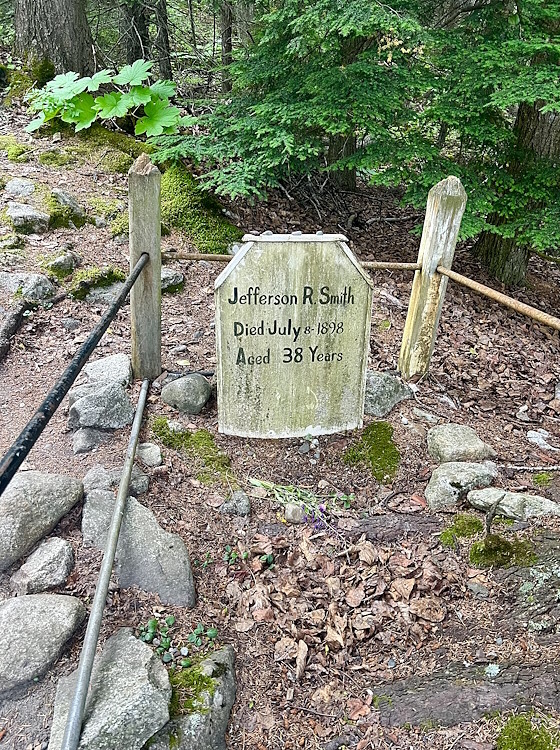 Jefferson R. Smith
Died July 8-1898
Aged 38 Years